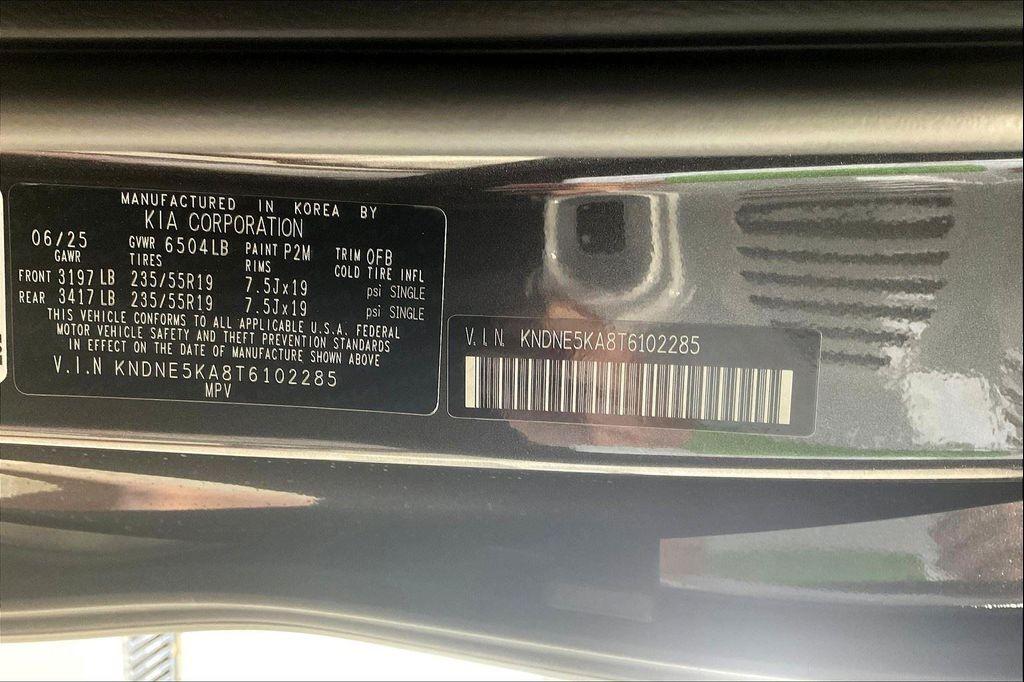 MANUFACTURED IN KOREA BY
KIA CORPORATION
06/25 GVWR 6504LB PAINT P2M TRIM OFB
GAWR TIRES RIMS COLD TIRE INFL
FRONT 3197 LB 235/55R19 7.5Jx19 psi SINGLE
REAR 3417 LB 235/55R19 7.5Jx19 psi SINGLE
THIS VEHICLE CONFORMS TO ALL APPLICABLE U.S.A. FEDERAL
MOTOR VEHICLE SAFETY AND THEFT PREVENTION STANDARDS
IN EFFECT ON THE DATE OF MANUFACTURE SHOWN ABOVE
V.I.N KNDNE5KA8T6102285
MPV
V.I.N. KNDNE5KA8T6102285